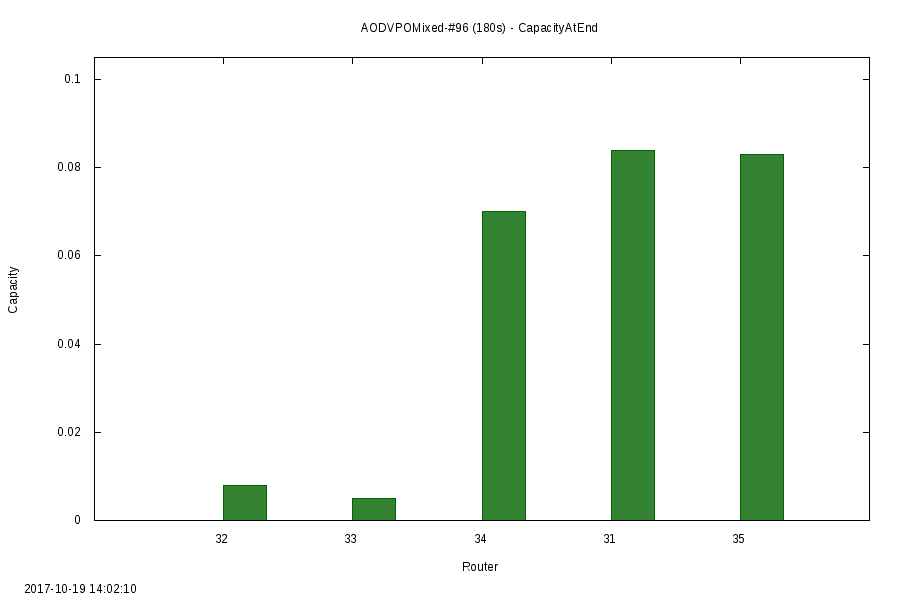 AODVPOMixed-#96 (180s) - CapacityAtEnd
0.1
0.08
0.06
0.04
0.02
0
Capacity
32 33 34 31 35
Router
2017-10-19 14:02:10